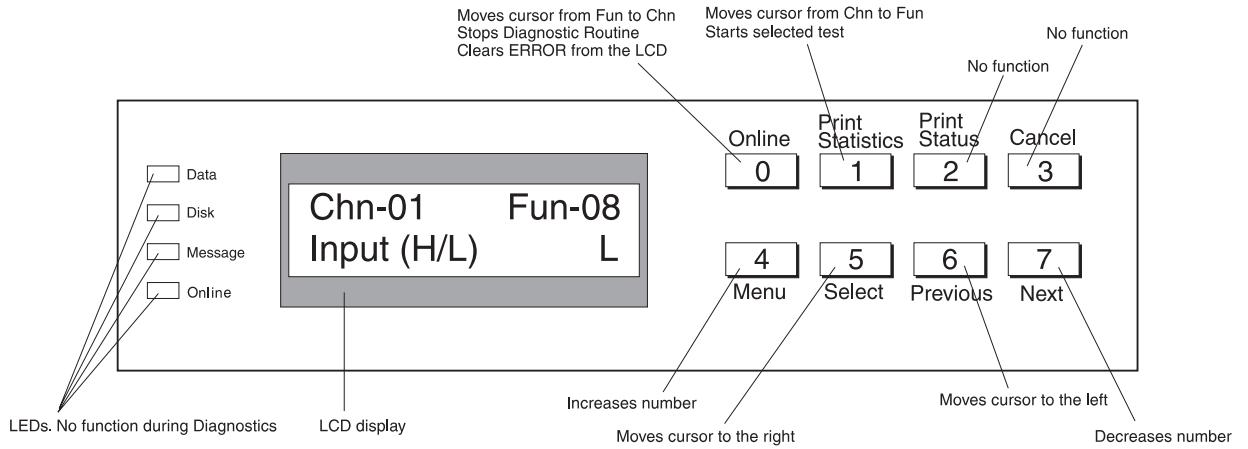 Moves cursor from Fun to Chn
Stops Diagnostic Routine
Clears ERROR from the LCD
Moves cursor from Chn to Fun
Starts selected test
No function
No function
Online
Print
Statistics
Print
Status
Cancel
0
1
2
3
Data
Disk
Message
Online
Chn-01 Fun-08
Input (H/L) L
4
5
6
7
Menu
Select
Previous
Next
LEDs. No function during Diagnostics
LCD display
Increases number
Moves cursor to the right
Moves cursor to the left
Decreases number